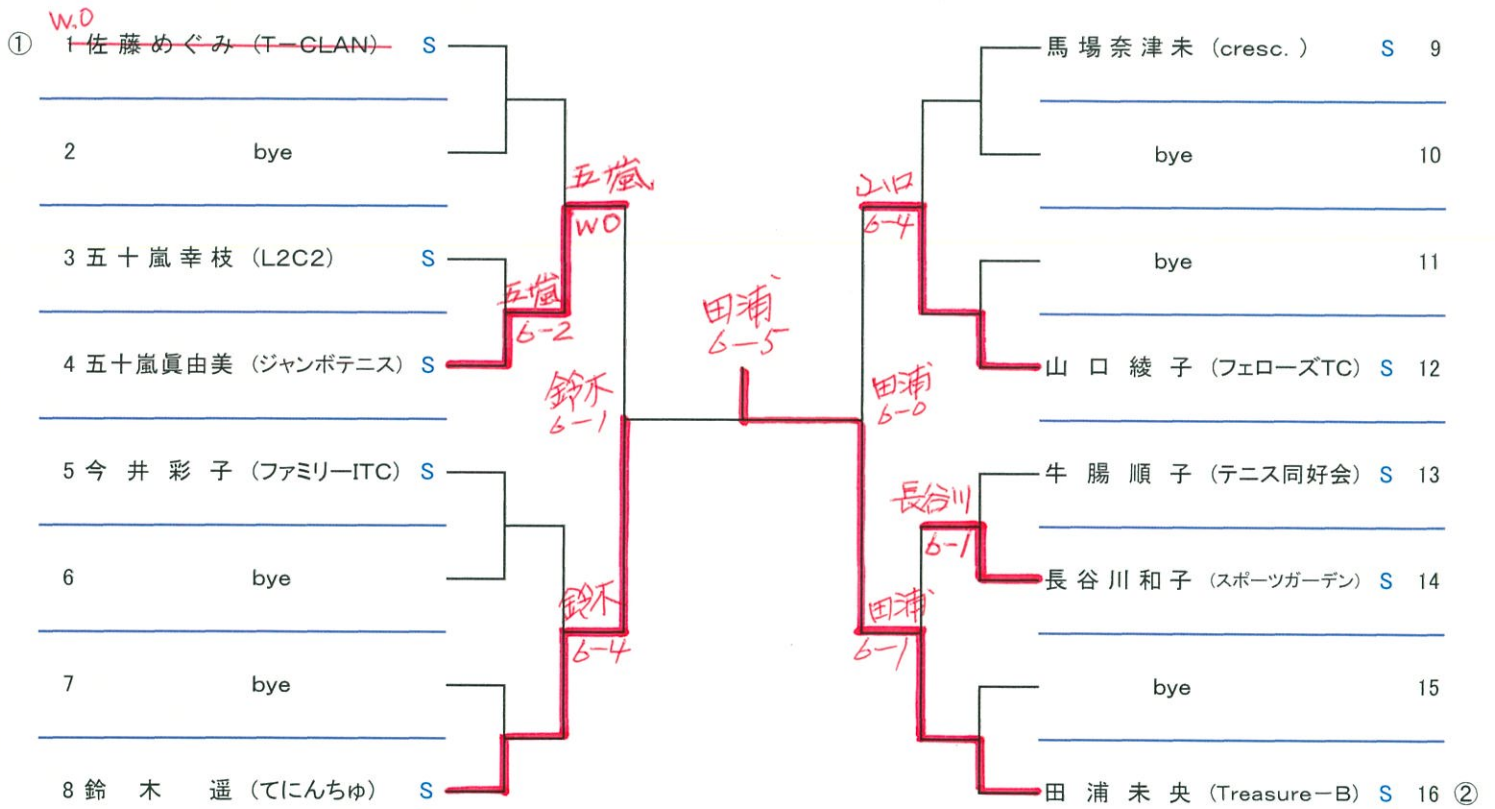 W.O
① 1 佐藤めぐみ (T-CLAN) S
2 bye
3 五十嵐幸枝 (L2C2) S
4 五十嵐眞由美 (ジャンボテニス) S
5 今井彩子 (ファミリーITC) S
6 bye
7 bye
8 鈴木 遥 (てにんちゅ) S
五嵐
6-2
五嵐
WO
鈴木
6-4
鈴木
6-1
田浦
6-5
山口
6-4
田浦
6-0
長谷川
6-1
田浦
6-1
馬場奈津未 (cresc. ) S 9
bye 10
bye 11
山口綾子 (フェローズTC) S 12
牛腸順子 (テニス同好会) S 13
長谷川和子 (スポーツガーデン) S 14
bye 15
田浦未央 (Treasure-B) S 16 ②